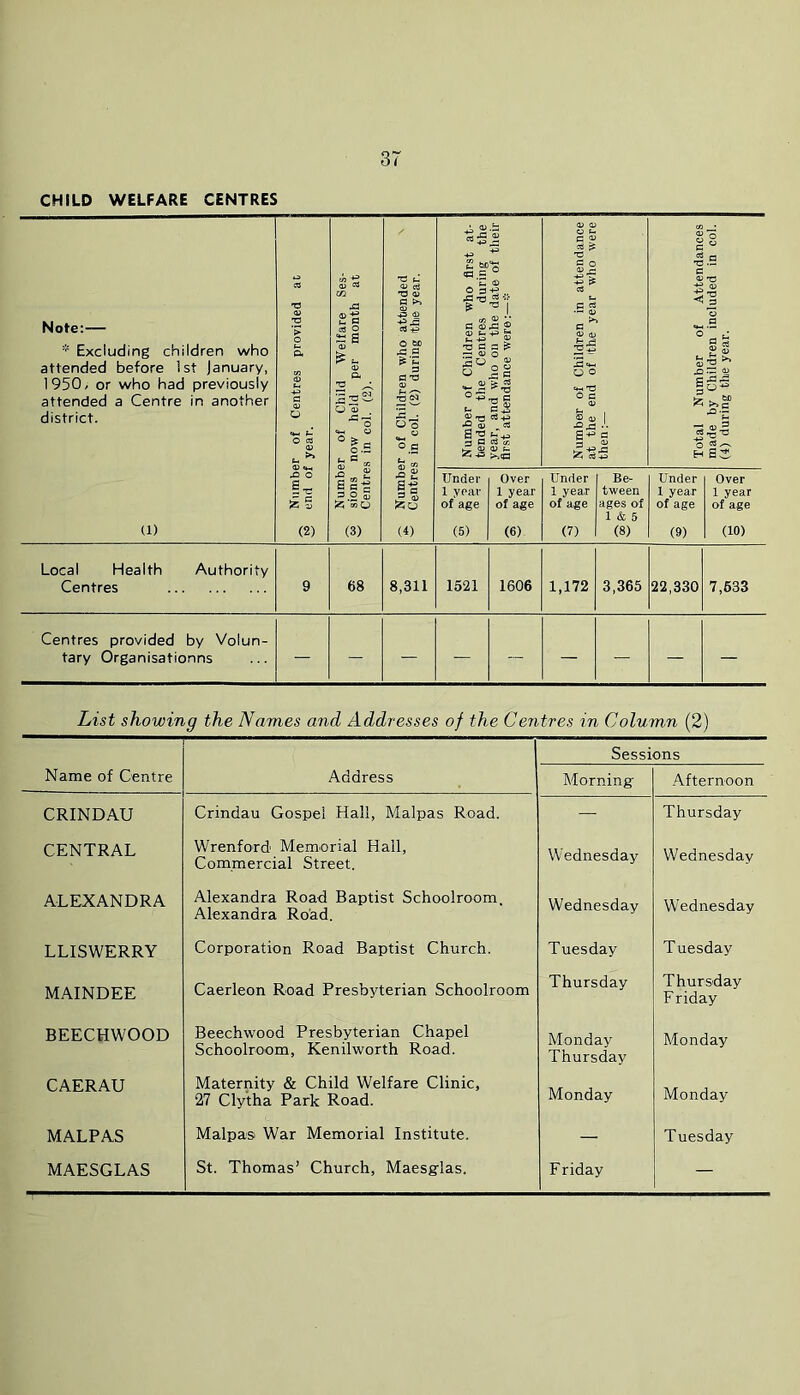 37
CHILD WELFARE CENTRES
Note:—
* Excluding children who
attended before 1st January,
1950, or who had previously
attended a Centre in another
district.
(1)
Number of Centres provided at
end of year.
(2)
Number of Child Welfare Ses-
sions now held per month at
Centres in col. (2).
(3)
Number of Children who attended
Centres in col. (2) during the year.
(4)
Number of Children who first at-
tended the Centres during the
year, and who on the date of their
first attendance were:—*
Under
1 year
of age
(5)
Over
1 year
of age
(6)
Number of Children in attendance
at the end of the year who were
then:—
Under
1 year
of age
(7)
Be-
tween
ages of
1 & 5
(8)
Total Number of Attendances
made by Children included in col.
(4) during the year.
Under
1 year
of age
(9)
Over
1 year
of age
(10)
Local Health Authority
Centres ... ... ... 9 68 8,311 1521 1606 1,172 3,365 22,330 7,633
Centres provided by Volun-
tary Organisationns ... — — — — — — — — —
List showing the Names and Addresses of the Centres in Column (2)
Name of Centre Address Sessions
Morning Afternoon
CRINDAU Crindau Gospel Hall, Malpas Road. — Thursday
CENTRAL Wrenford Memorial Hall,
Commercial Street. Wednesday Wednesday
ALEXANDRA Alexandra Road Baptist Schoolroom,
Alexandra Road. Wednesday Wednesday
LLISWERRY Corporation Road Baptist Church. Tuesday Tuesday
MAINDEE Caerleon Road Presbyterian Schoolroom Thursday Thursday
Friday
BEECHWOOD Beechwood Presbyterian Chapel
Schoolroom, Kenilworth Road. Monday Monday
Thursday
CAERAU Maternity & Child Welfare Clinic,
27 Clytha Park Road. Monday Monday
MALPAS Malpas War Memorial Institute. — Tuesday
MAESGLAS St. Thomas' Church, Maesglas. Friday —